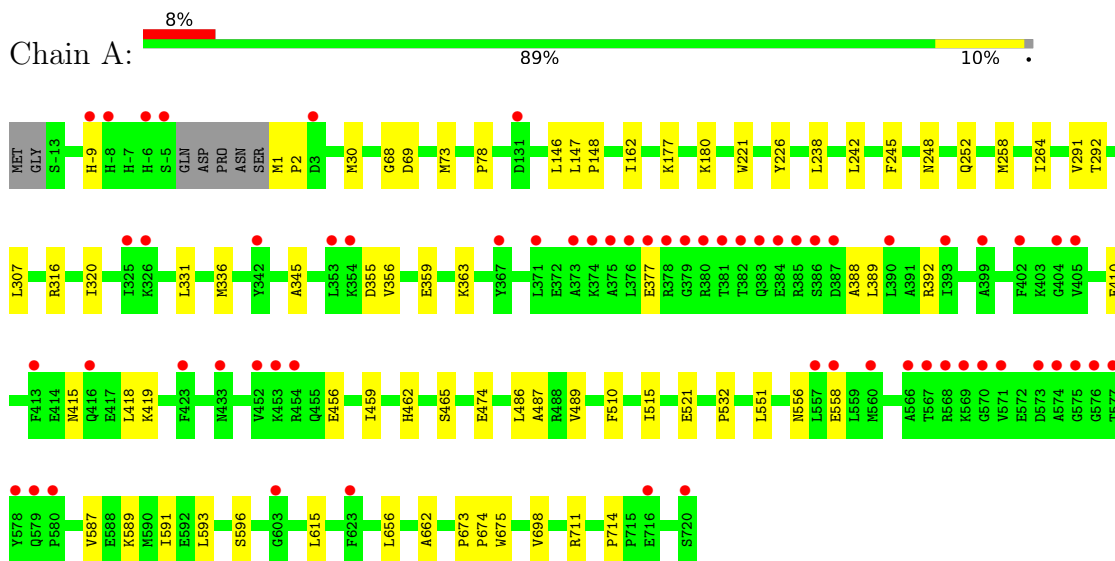 8%
Chain A:
89% 10% •
MET GLY S-13 H-9 H-8 H-7 H-6 S-5 GLN ASP PRO ASN SER M1 P2 D3 M30 G68 D69 M73 P78 D131 L146 L147 P148 I162 K177 K180 W221 Y226 L238 L242 F245 N248 Q252 M258 I264 V291 T292
L307 R316 I320 I325 K326 L331 M336 Y342 A345 L353 K354 D355 V356 E359 K363 Y367 L371 E372 A373 K374 A375 L376 E377 R378 G379 R380 T381 T382 Q383 E384 R385 S386 D387 A388 L389 L390 A391 R392 I393 A399 F402 K403 G404 V405
F413 E414 N415 Q416 E417 L418 K419 F423 N433 V452 K453 R454 Q455 E456 I459 H462 S465 E474 L486 A487 R488 V489 F510 I515 E521 P532 L551 N556 L557 E558 L559 M560 A566 T567 R568 K569 G570 V571 E572 D573 A574 G575 G576 T577
Y578 Q579 P580 V587 E588 K589 M590 I591 E592 L593 S596 G603 L615 F623 L656 A662 P673 P674 W675 V698 R711 P714 P715 E716 S720